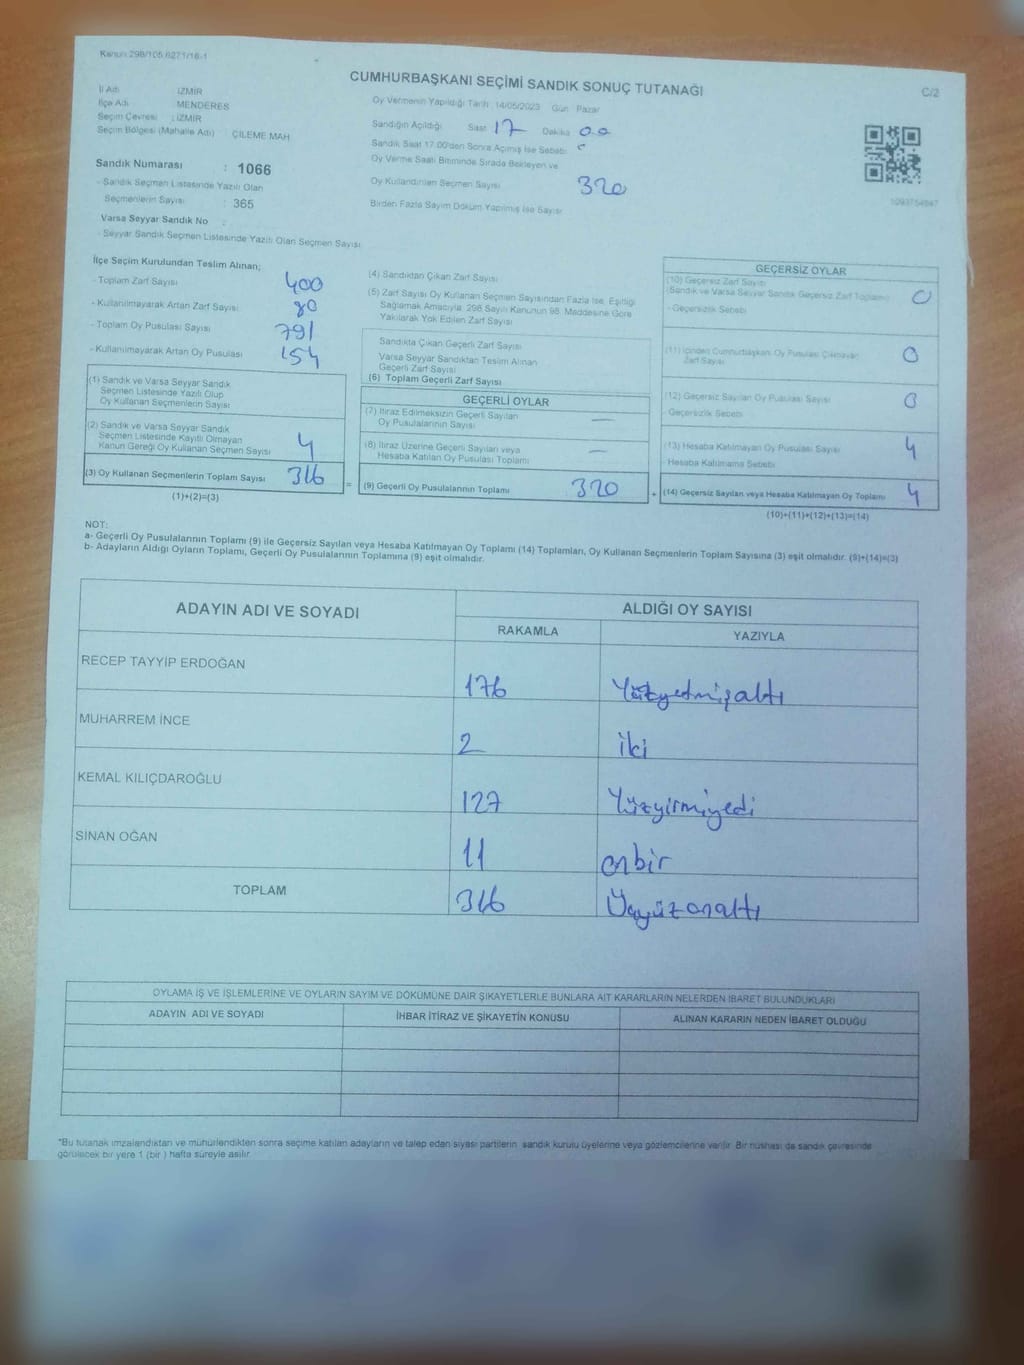 Kanun 298/105,6271/18-1
CUMHURBAŞKANI SEÇİMİ SANDIK SONUÇ TUTANAĞI
C/2
İl Adı : İZMİR
İlçe Adı : MENDERES
Seçim Çevresi : İZMİR
Seçim Bölgesi (Mahalle Adı) : ÇİLEME MAH
Sandık Numarası : 1066
- Sandık Seçmen Listesinde Yazılı Olan
Seçmenlerin Sayısı : 365
Varsa Seyyar Sandık No :
- Seyyar Sandık Seçmen Listesinde Yazılı Olan Seçmen Sayısı
Oy Vermenin Yapıldığı Tarih 14/05/2023 Gün Pazar
Sandığın Açıldığı Saat 17 Dakika 00
Sandık Saat 17.00'den Sonra Açılmış İse Sebebi
Oy Verme Saati Bitiminde Sırada Bekleyen ve
Oy Kullandırılan Seçmen Sayısı 320
Birden Fazla Sayım Döküm Yapılmış İse Sayısı
1093754847
İlçe Seçim Kurulundan Teslim Alınan;
- Toplam Zarf Sayısı 400
- Kullanılmayarak Artan Zarf Sayısı 80
- Toplam Oy Pusulası Sayısı 791
- Kullanılmayarak Artan Oy Pusulası 154
(1) Sandık ve Varsa Seyyar Sandık
Seçmen Listesinde Yazılı Olup
Oy Kullanan Seçmenlerin Sayısı
(2) Sandık ve Varsa Seyyar Sandık
Seçmen Listesinde Kayıtlı Olmayan
Kanun Gereği Oy Kullanan Seçmen Sayısı 4
(3) Oy Kullanan Seçmenlerin Toplam Sayısı 316
(1)+(2)=(3)
=
(4) Sandıktan Çıkan Zarf Sayısı
(5) Zarf Sayısı Oy Kullanan Seçmen Sayısından Fazla İse, Eşitliği
Sağlamak Amacıyla, 298 Sayılı Kanunun 98. Maddesine Göre
Yakılarak Yok Edilen Zarf Sayısı
Sandıkta Çıkan Geçerli Zarf Sayısı
Varsa Seyyar Sandıktan Teslim Alınan
Geçerli Zarf Sayısı
(6) Toplam Geçerli Zarf Sayısı
GEÇERLİ OYLAR
(7) İtiraz Edilmeksizin Geçerli Sayılan
Oy Pusulalarının Sayısı —
(8) İtiraz Üzerine Geçerli Sayılan veya
Hesaba Katılan Oy Pusulası Toplamı —
(9) Geçerli Oy Pusulalarının Toplamı 320
+
GEÇERSİZ OYLAR
(10) Geçersiz Zarf Sayısı
(Sandık ve Varsa Seyyar Sandık Geçersiz Zarf Toplamı) 0
- Geçersizlik Sebebi
(11) İçinden Cumhurbaşkanı Oy Pusulası Çıkmayan
Zarf Sayısı 0
(12) Geçersiz Sayılan Oy Pusulası Sayısı 0
- Geçersizlik Sebebi
(13) Hesaba Katılmayan Oy Pusulası Sayısı 4
- Hesaba Katılmama Sebebi
(14) Geçersiz Sayılan veya Hesaba Katılmayan Oy Toplamı 4
(10)+(11)+(12)+(13)=(14)
NOT:
a- Geçerli Oy Pusulalarının Toplamı (9) ile Geçersiz Sayılan veya Hesaba Katılmayan Oy Toplamı (14) Toplamları, Oy Kullanan Seçmenlerin Toplam Sayısına (3) eşit olmalıdır. (9)+(14)=(3)
b- Adayların Aldığı Oyların Toplamı, Geçerli Oy Pusulalarının Toplamına (9) eşit olmalıdır.
ADAYIN ADI VE SOYADI ALDIĞI OY SAYISI
RAKAMLA YAZIYLA
RECEP TAYYİP ERDOĞAN 176 Yüzyetmişaltı
MUHARREM İNCE 2 iki
KEMAL KILIÇDAROĞLU 127 Yüzyirmiyedi
SİNAN OĞAN 11 onbir
TOPLAM 316 Üçyüzonaltı
OYLAMA İŞ VE İŞLEMLERİNE VE OYLARIN SAYIM VE DÖKÜMÜNE DAİR ŞİKAYETLERLE BUNLARA AİT KARARLARIN NELERDEN İBARET BULUNDUKLARI
ADAYIN ADI VE SOYADI İHBAR İTİRAZ VE ŞİKAYETİN KONUSU ALINAN KARARIN NEDEN İBARET OLDUĞU
*Bu tutanak imzalandıktan ve mühürlendikten sonra seçime katılan adayların ve talep eden siyasi partilerin sandık kurulu üyelerine veya gözlemcilerine verilir. Bir nüshası da sandık çevresinde
görülecek bir yere 1 (bir ) hafta süreyle asılır.